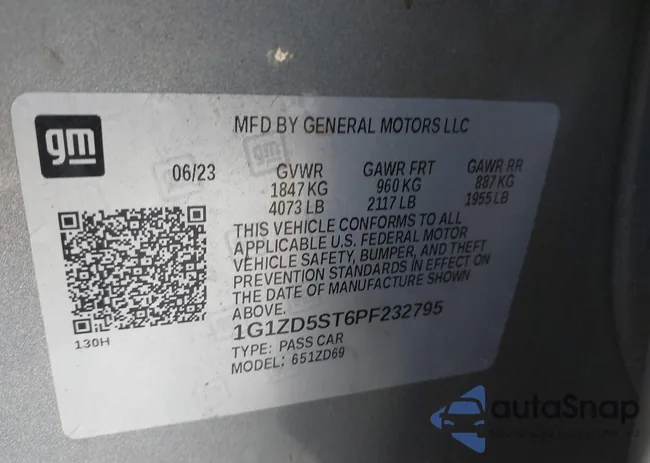 gm
MFD BY GENERAL MOTORS LLC
06/23 GVWR GAWR FRT GAWR RR
1847 KG 960 KG 887 KG
4073 LB 2117 LB 1955 LB
THIS VEHICLE CONFORMS TO ALL
APPLICABLE U.S. FEDERAL MOTOR
VEHICLE SAFETY, BUMPER, AND THEFT
PREVENTION STANDARDS IN EFFECT ON
THE DATE OF MANUFACTURE SHOWN
ABOVE.
1G1ZD5ST6PF232795
TYPE: PASS CAR
MODEL: 651ZD69
130H
autaSnap